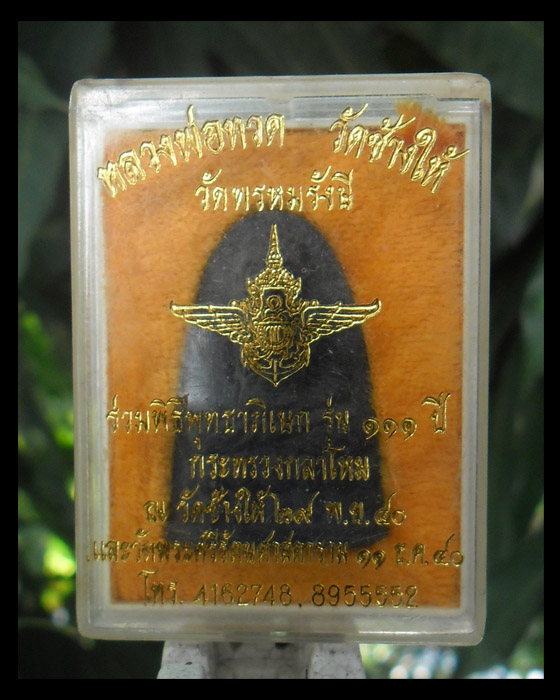 หลวงพ่อทวด วัดช้างให้
วัดพรหมรังษี
ร่วมพิธีพุทธาภิเษก รุ่น ๑๑๑ ปี
กระทรวงกลาโหม
ณ วัดช้างให้ ๒๙ พ.ย. ๔๐
และวัดพระศรีรัตนศาสดาราม ๑๑ ธ.ค. ๔๐
โทร. 4162748, 8955552